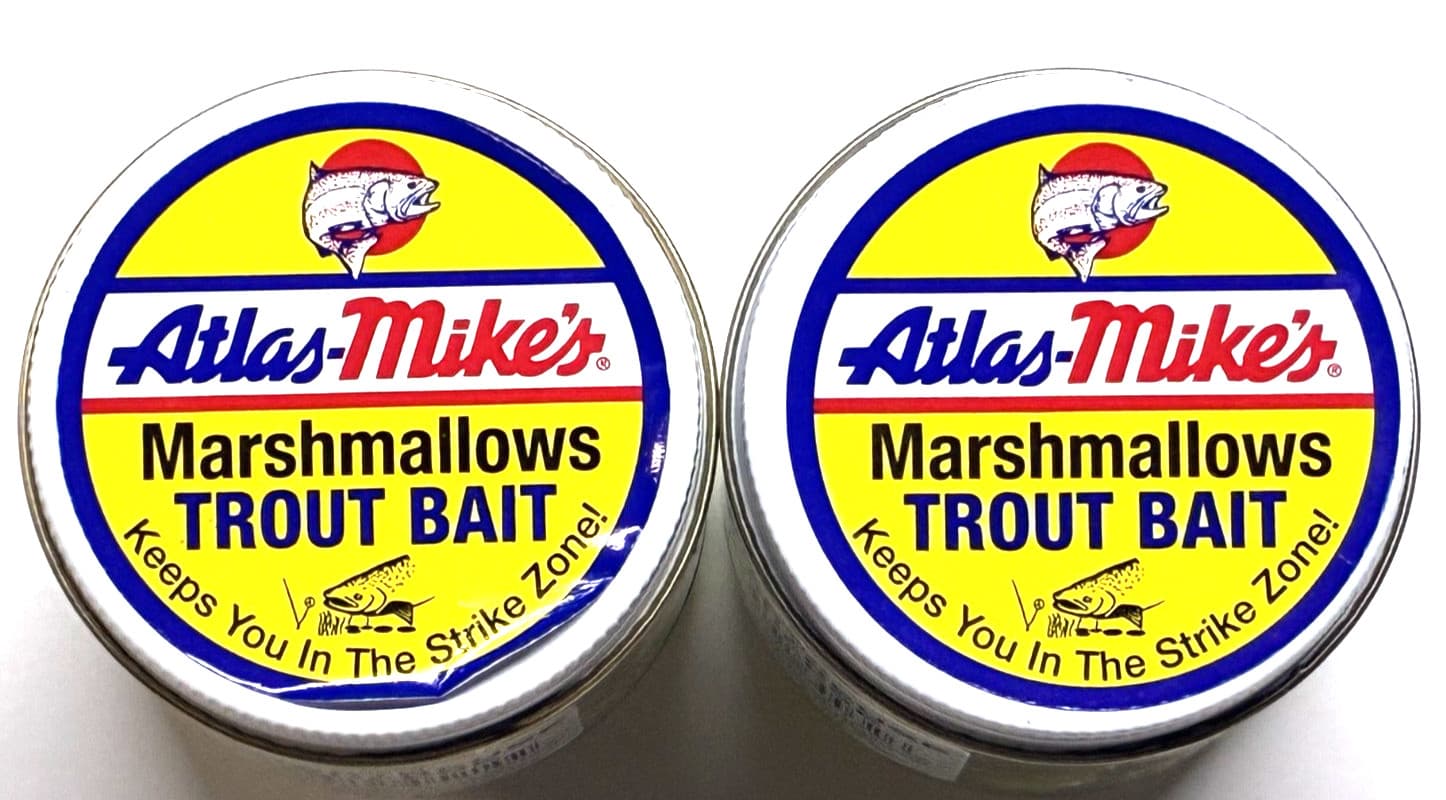 Atlas-Mike's®
Marshmallows
TROUT BAIT
Keeps You In The Strike Zone!
Atlas-Mike's®
Marshmallows
TROUT BAIT
Keeps You In The Strike Zone!